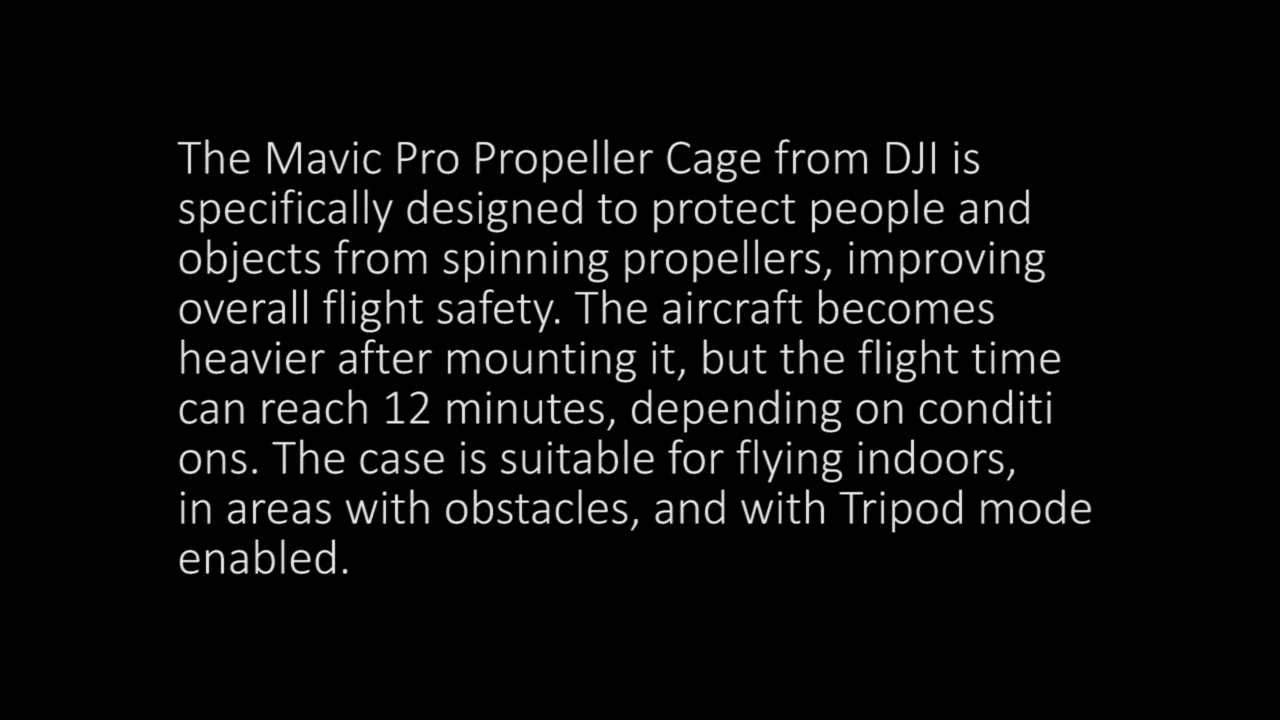 The Mavic Pro Propeller Cage from DJI is
specifically designed to protect people and
objects from spinning propellers, improving
overall flight safety. The aircraft becomes
heavier after mounting it, but the flight time
can reach 12 minutes, depending on conditi
ons. The case is suitable for flying indoors,
in areas with obstacles, and with Tripod mode
enabled.